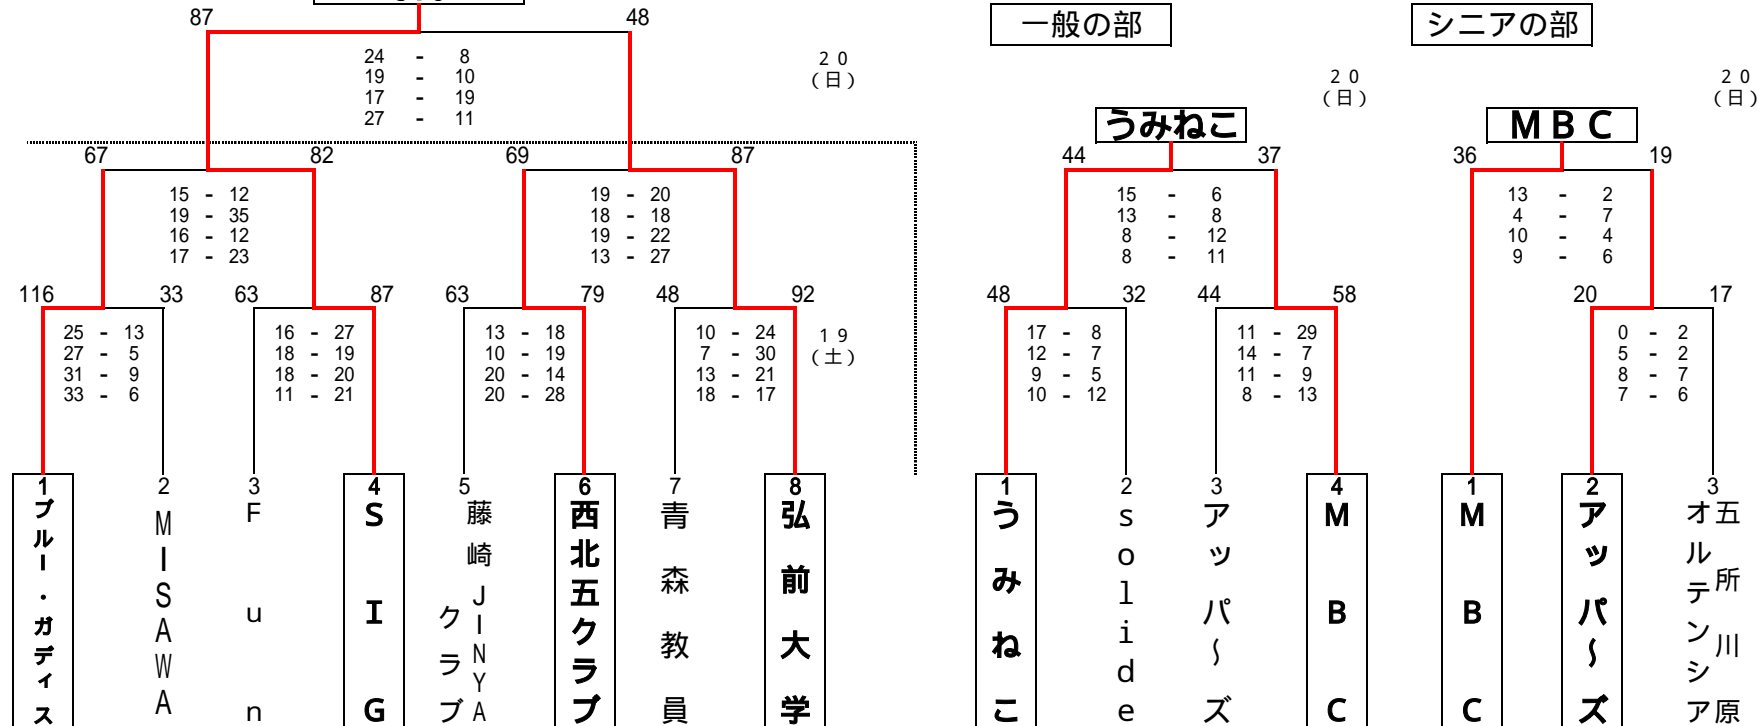 87 48
一般の部
シニアの部
24 - 8
19 - 10
17 - 19
27 - 11
20
(日)
20
(日)
20
(日)
うみねこ
MBC
67 82 69 87
44 37
36 19
15 - 12
19 - 35
16 - 12
17 - 23
19 - 20
18 - 18
19 - 22
13 - 27
15 - 6
13 - 8
8 - 12
8 - 11
13 - 2
4 - 7
10 - 4
9 - 6
116 33 63 87 63 79 48 92
48 32 44 58
20 17
25 - 13
27 - 5
31 - 9
33 - 6
16 - 27
18 - 19
18 - 20
11 - 21
13 - 18
10 - 19
20 - 14
20 - 28
10 - 24
7 - 30
13 - 21
18 - 17
19
(土)
17 - 8
12 - 7
9 - 5
10 - 12
11 - 29
14 - 7
11 - 9
8 - 13
0 - 2
5 - 2
8 - 7
7 - 6
1
ブルー・ガディス
2
MISAWA
3
Fun
4
SIG
5
藤崎JINYA
クラブ
6
西北五クラブ
7
青森教員
8
弘前大学
1
うみねこ
2
solide
3
アッパ～ズ
4
MBC
1
MBC
2
アッパ～ズ
3
五所川原
オルテンシア